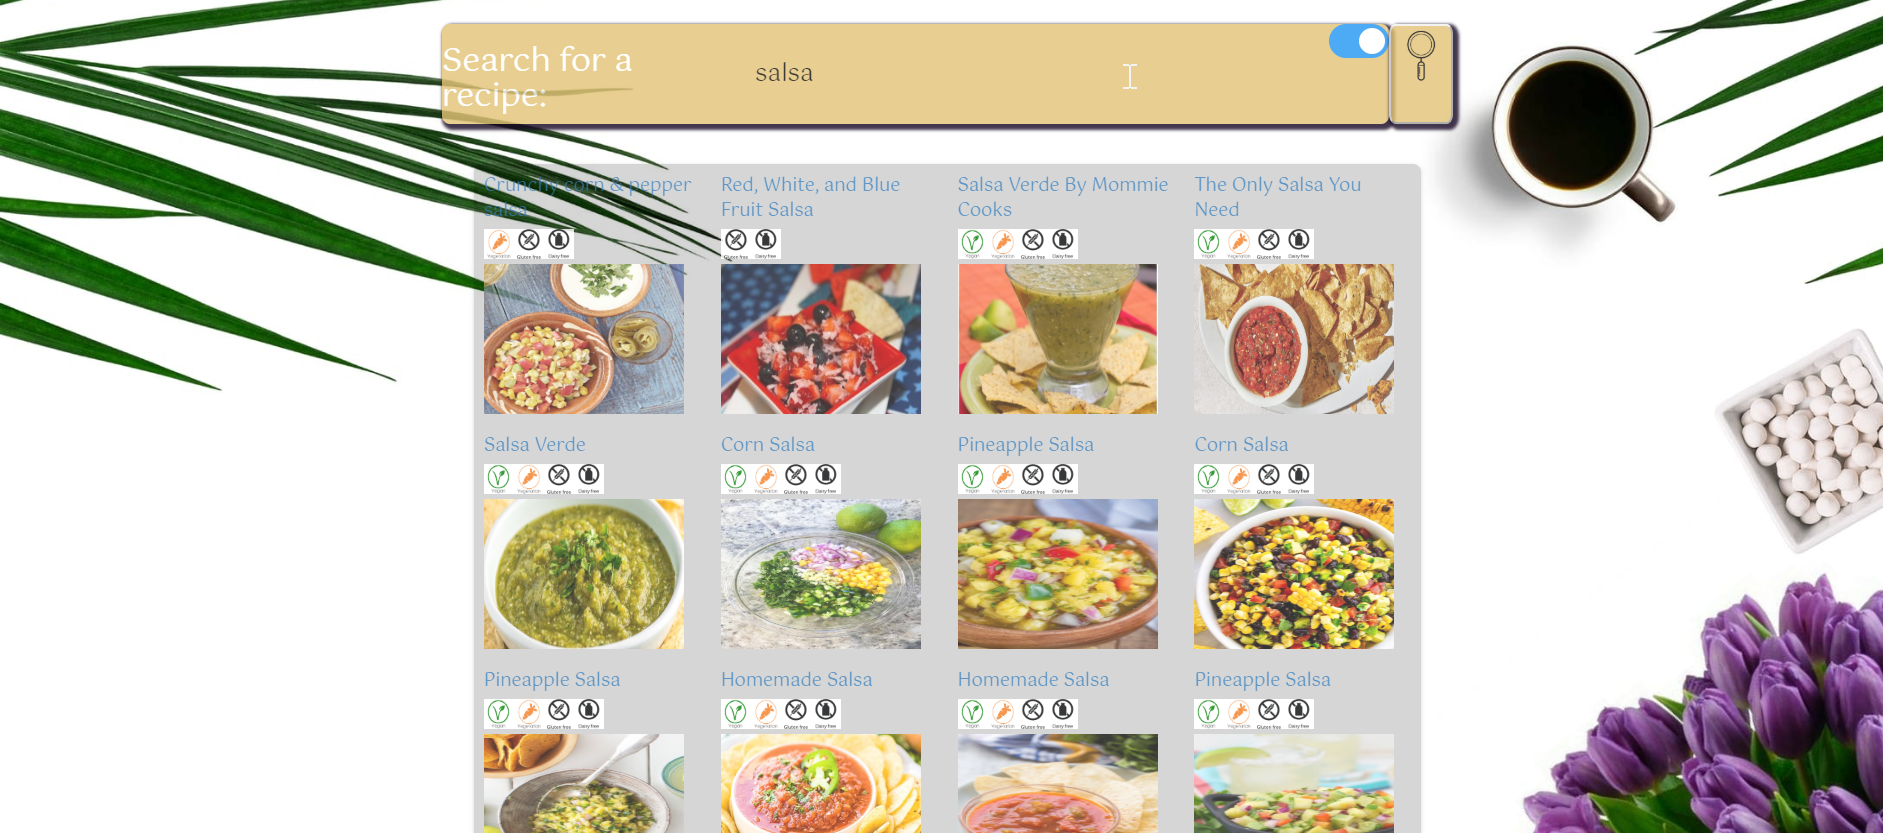 Search for a
recipe:
salsa
Crunchy corn & pepper
salsa
Vegetarian Gluten free Dairy free
Red, White, and Blue
Fruit Salsa
Gluten free Dairy free
Salsa Verde By Mommie
Cooks
Vegan Vegetarian Gluten free Dairy free
The Only Salsa You
Need
Vegan Vegetarian Gluten free Dairy free
Salsa Verde
Vegan Vegetarian Gluten free Dairy free
Corn Salsa
Vegan Vegetarian Gluten free Dairy free
Pineapple Salsa
Vegan Vegetarian Gluten free Dairy free
Corn Salsa
Vegan Vegetarian Gluten free Dairy free
Pineapple Salsa
Vegan Vegetarian Gluten free Dairy free
Homemade Salsa
Vegan Vegetarian Gluten free Dairy free
Homemade Salsa
Vegan Vegetarian Gluten free Dairy free
Pineapple Salsa
Vegan Vegetarian Gluten free Dairy free